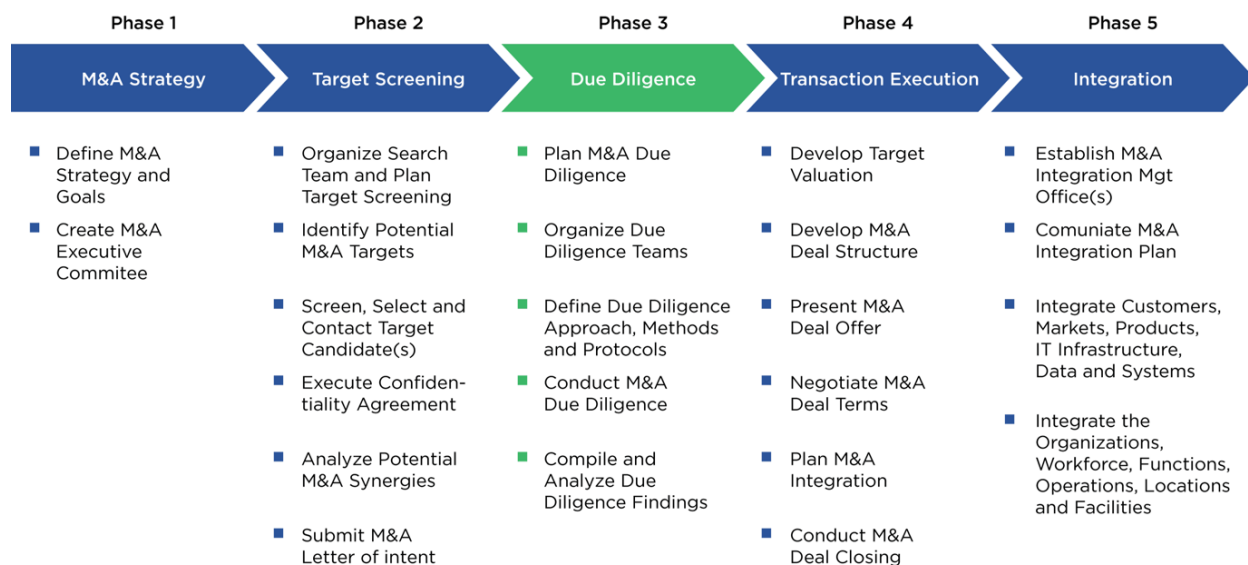 Phase 1
Phase 2
Phase 3
Phase 4
Phase 5
M&A Strategy
Target Screening
Due Diligence
Transaction Execution
Integration
Define M&A
Strategy and
Goals
Create M&A
Executive
Commitee
Organize Search
Team and Plan
Target Screening
Identify Potential
M&A Targets
Screen, Select and
Contact Target
Candidate(s)
Execute Confiden-
tiality Agreement
Analyze Potential
M&A Synergies
Submit M&A
Letter of intent
Plan M&A Due
Diligence
Organize Due
Diligence Teams
Define Due Diligence
Approach, Methods
and Protocols
Conduct M&A
Due Diligence
Compile and
Analyze Due
Diligence Findings
Develop Target
Valuation
Develop M&A
Deal Structure
Present M&A
Deal Offer
Negotiate M&A
Deal Terms
Plan M&A
Integration
Conduct M&A
Deal Closing
Establish M&A
Integration Mgt
Office(s)
Comuniate M&A
Integration Plan
Integrate Customers,
Markets, Products,
IT Infrastructure,
Data and Systems
Integrate the
Organizations,
Workforce, Functions,
Operations, Locations
and Facilities